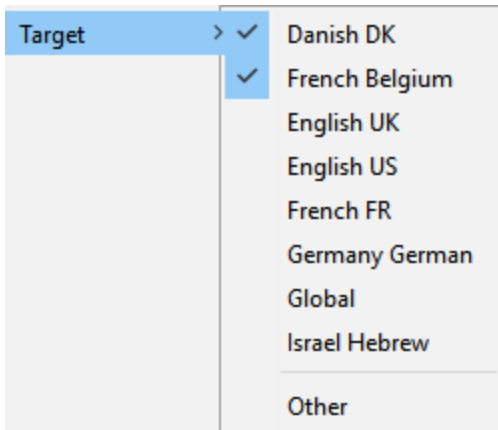 Target
Danish DK
French Belgium
English UK
English US
French FR
Germany German
Global
Israel Hebrew
Other